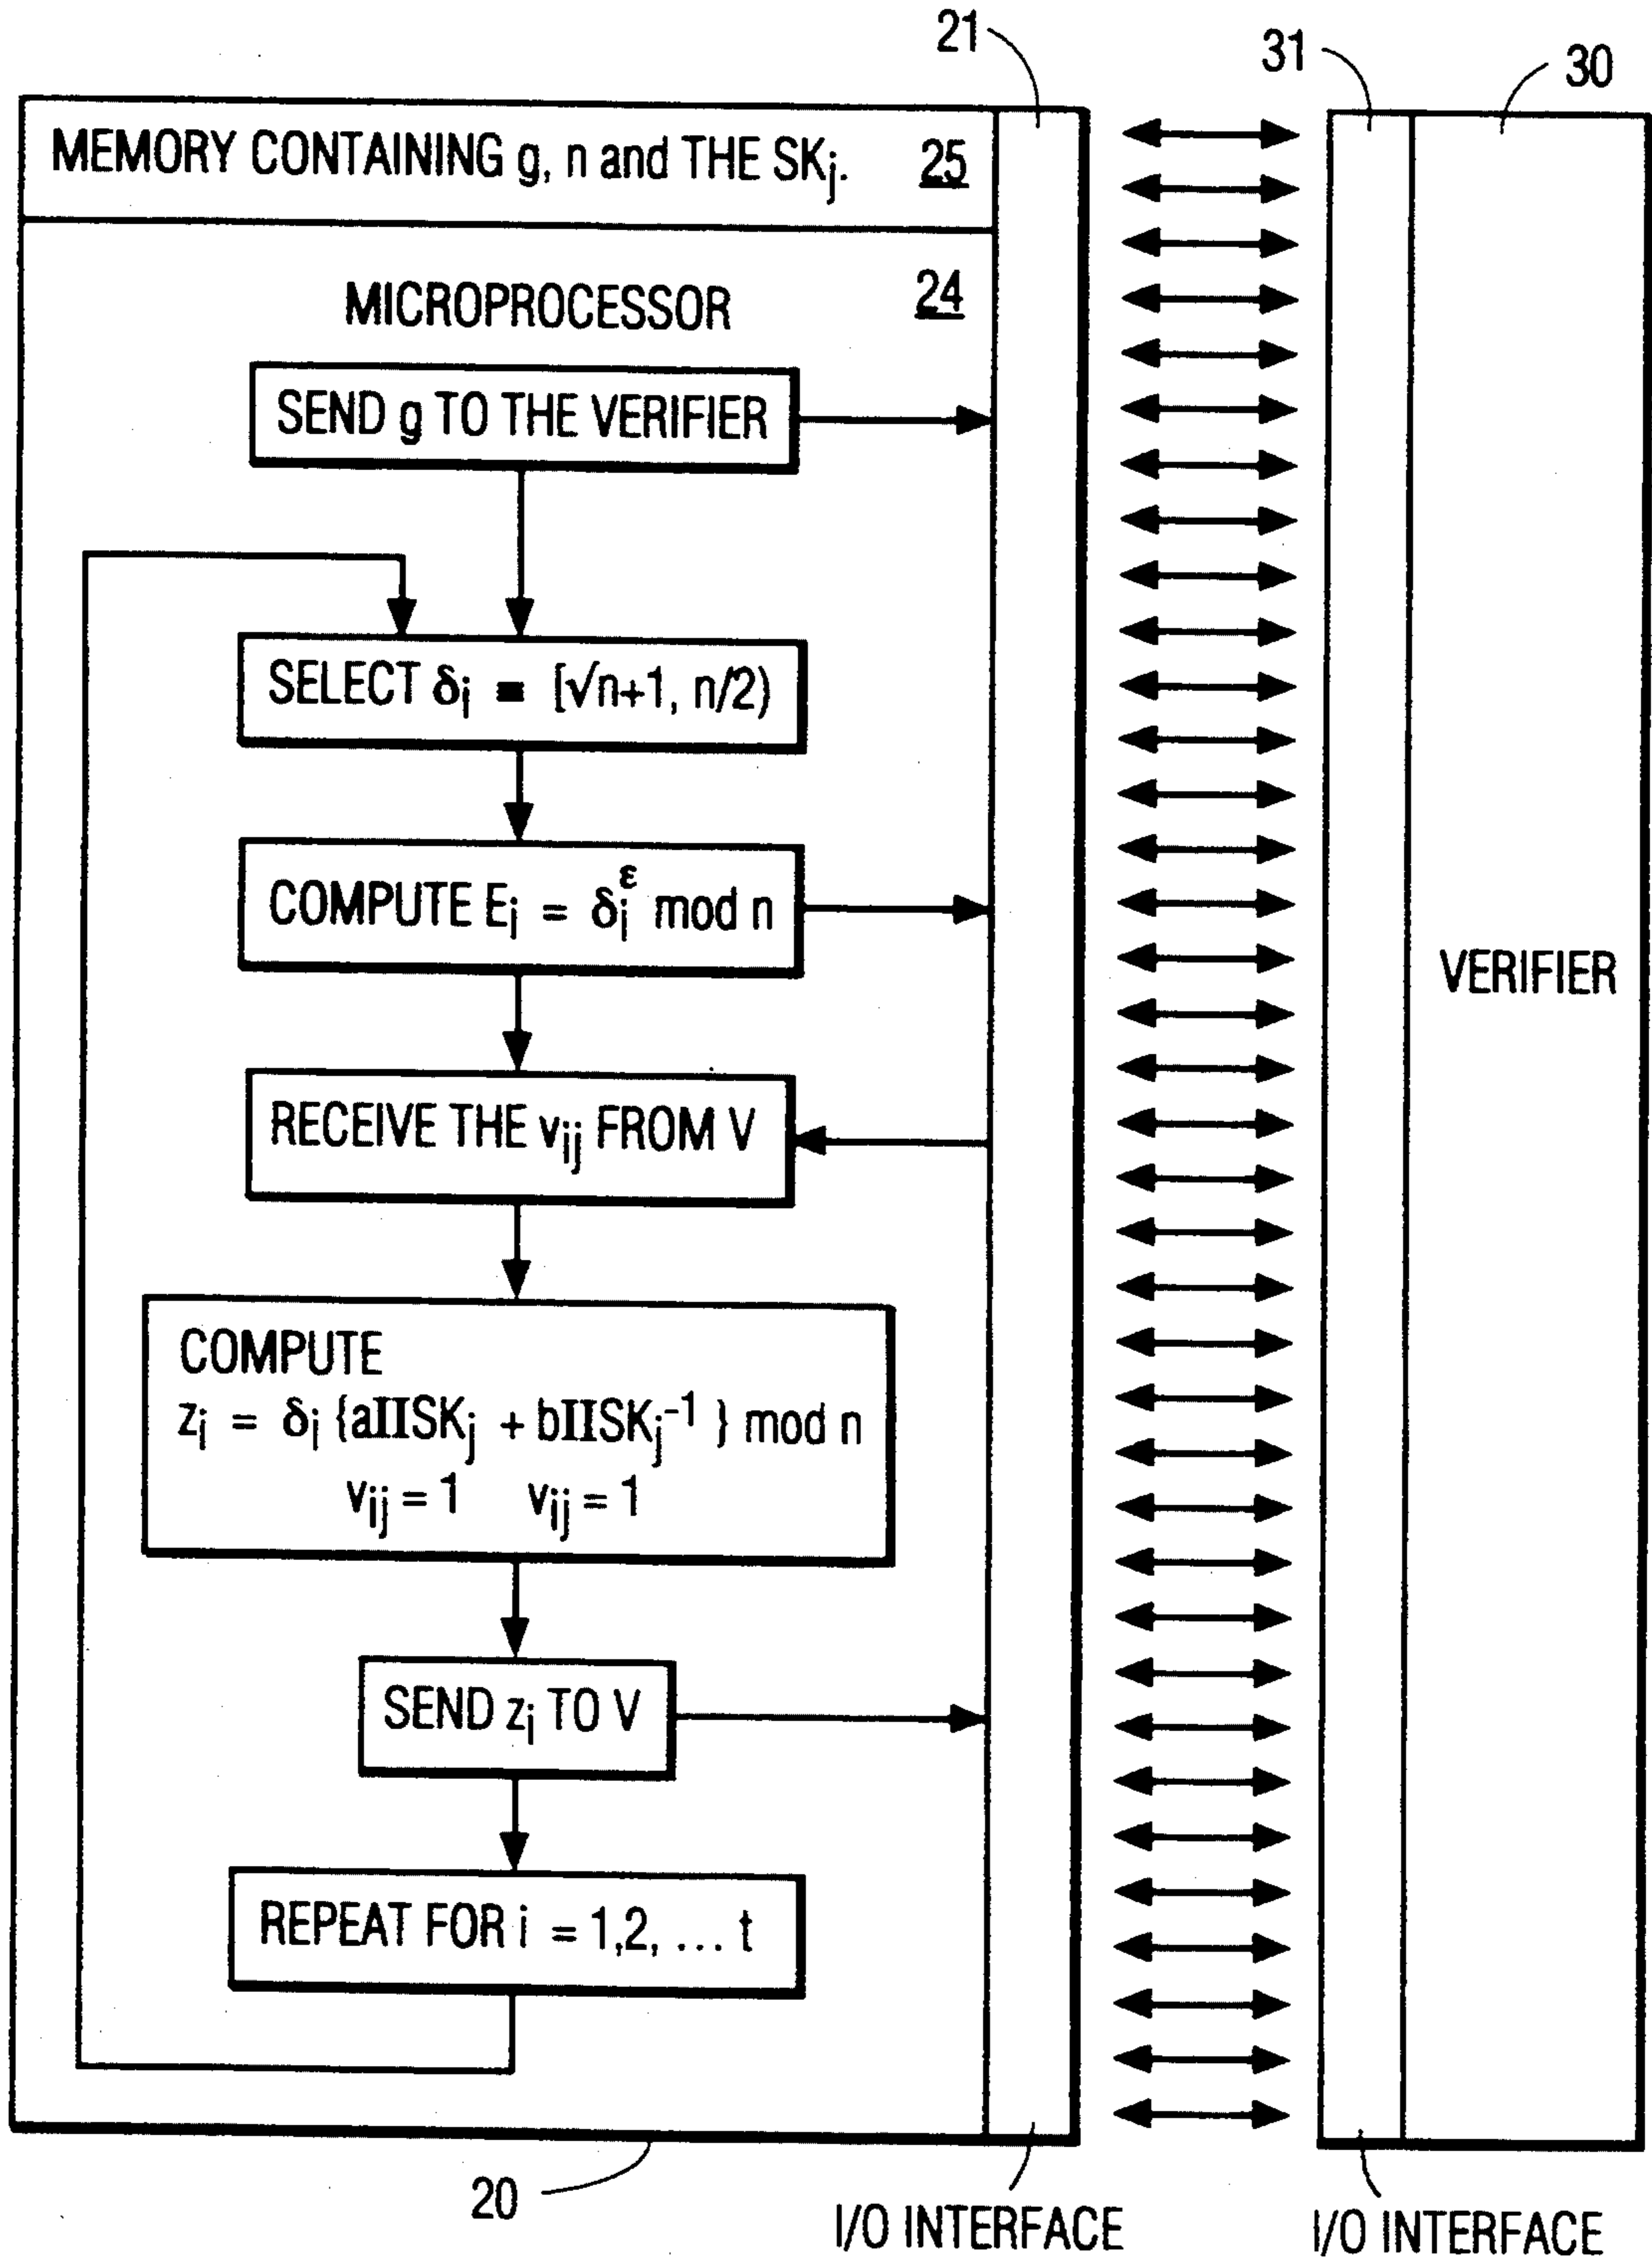 21
31
30
MEMORY CONTAINING g, n and THE SKj. 25
MICROPROCESSOR 24
SEND g TO THE VERIFIER
SELECT δi ≡ [√n+1, n/2)
COMPUTE Ei = δi^ε mod n
VERIFIER
RECEIVE THE vij FROM V
COMPUTE
zi = δi {aIISKj + bIISKj^-1 } mod n
vij = 1 vij = 1
SEND zi TO V
REPEAT FOR i = 1,2, ... t
20
I/O INTERFACE
I/O INTERFACE